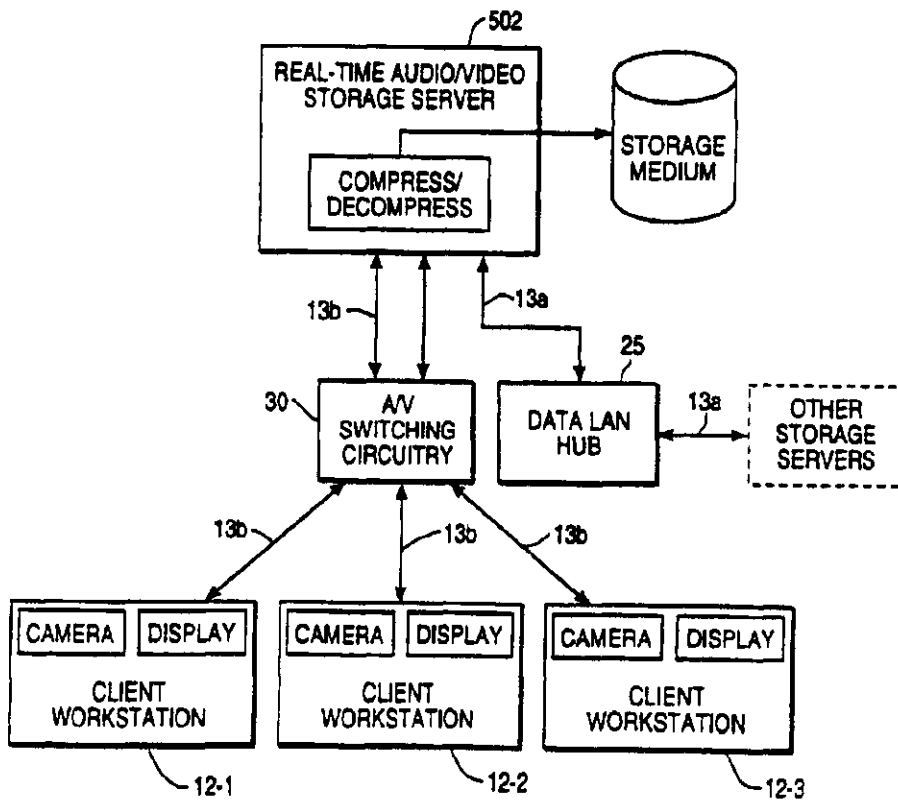 502
REAL-TIME AUDIO/VIDEO
STORAGE SERVER
COMPRESS/
DECOMPRESS
STORAGE
MEDIUM
13b
13a
30
A/V
SWITCHING
CIRCUITRY
25
DATA LAN
HUB
13a
OTHER
STORAGE
SERVERS
13b
13b
13b
CAMERA
DISPLAY
CLIENT
WORKSTATION
CAMERA
DISPLAY
CLIENT
WORKSTATION
CAMERA
DISPLAY
CLIENT
WORKSTATION
12-1
12-2
12-3